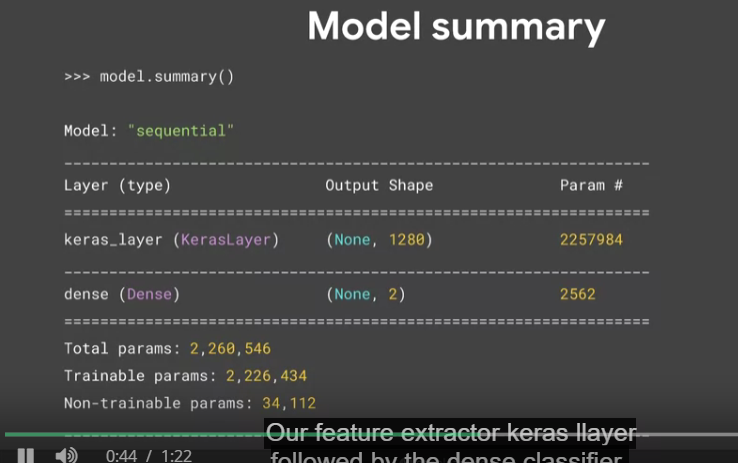 Model summary
>>> model.summary()
Model: "sequential"
-----------------------------------------------------------------
Layer (type) Output Shape Param #
=================================================================
keras_layer (KerasLayer) (None, 1280) 2257984
-----------------------------------------------------------------
dense (Dense) (None, 2) 2562
=================================================================
Total params: 2,260,546
Trainable params: 2,226,434
Non-trainable params: 34,112
Our feature extractor keras llayer
0:44 / 1:22
followed by the dense classifier